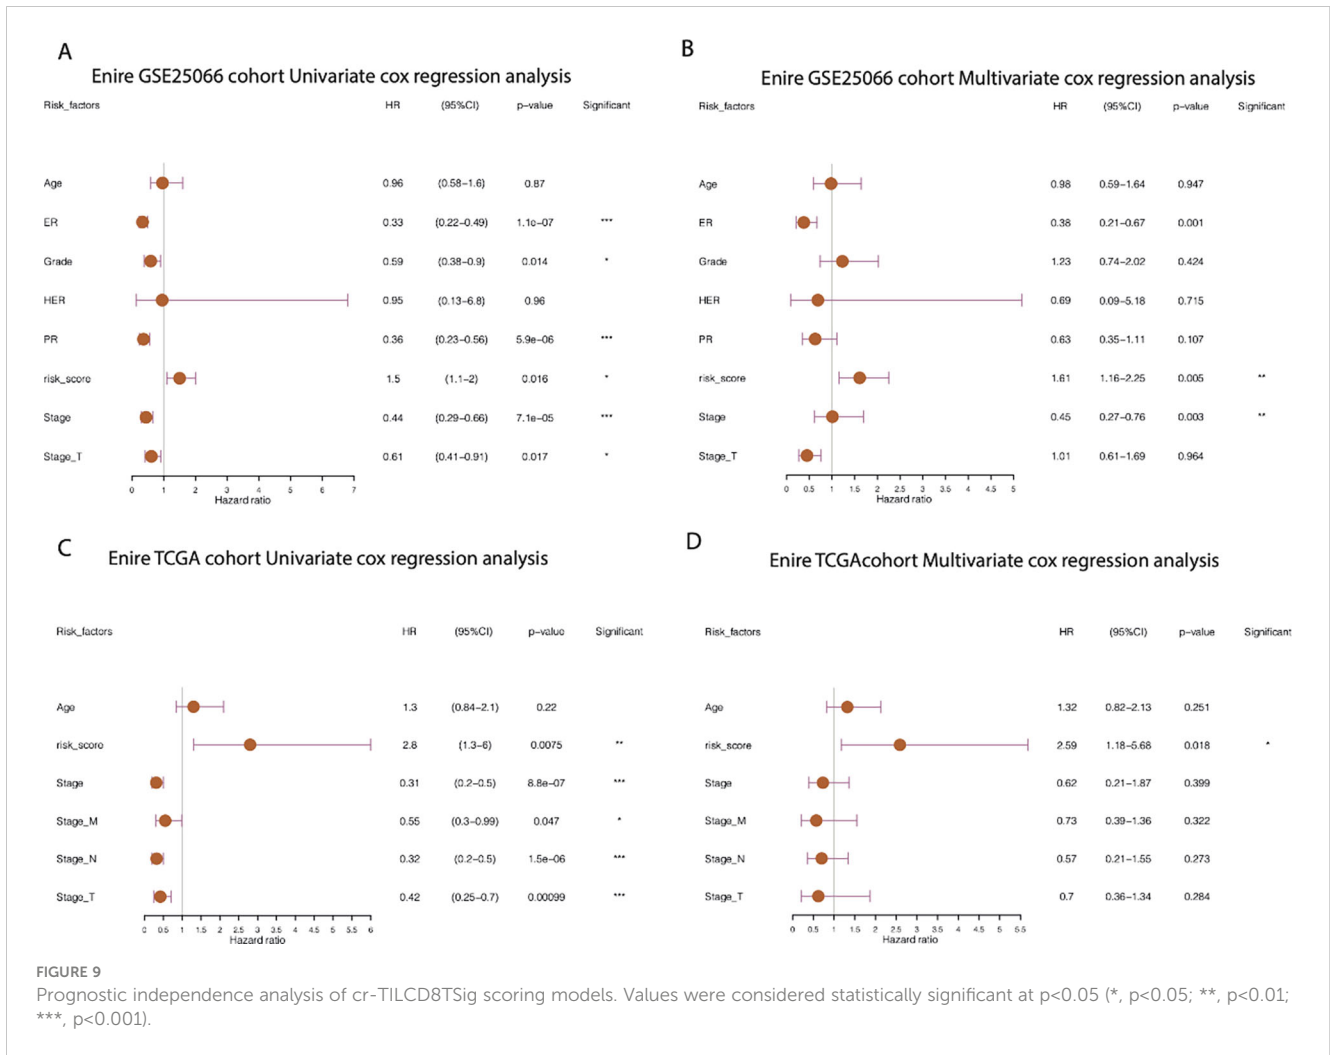 A
Enire GSE25066 cohort Univariate cox regression analysis
Risk_factors HR (95%CI) p-value Significant
Age 0.96 (0.58-1.6) 0.87
ER 0.33 (0.22-0.49) 1.1e-07 ***
Grade 0.59 (0.38-0.9) 0.014 *
HER 0.95 (0.13-6.8) 0.96
PR 0.36 (0.23-0.56) 5.9e-06 ***
risk_score 1.5 (1.1-2) 0.016 *
Stage 0.44 (0.29-0.66) 7.1e-05 ***
Stage_T 0.61 (0.41-0.91) 0.017 *
0 1 2 3 4 5 6 7
Hazard ratio
B
Enire GSE25066 cohort Multivariate cox regression analysis
Risk_factors HR (95%CI) p-value Significant
Age 0.98 0.59-1.64 0.947
ER 0.38 0.21-0.67 0.001
Grade 1.23 0.74-2.02 0.424
HER 0.69 0.09-5.18 0.715
PR 0.63 0.35-1.11 0.107
risk_score 1.61 1.16-2.25 0.005 **
Stage 0.45 0.27-0.76 0.003 **
Stage_T 1.01 0.61-1.69 0.964
0 0.5 1 1.5 2 2.5 3 3.5 4 4.5 5
Hazard ratio
C
Enire TCGA cohort Univariate cox regression analysis
Risk_factors HR (95%CI) p-value Significant
Age 1.3 (0.84-2.1) 0.22
risk_score 2.8 (1.3-6) 0.0075 **
Stage 0.31 (0.2-0.5) 8.8e-07 ***
Stage_M 0.55 (0.3-0.99) 0.047 *
Stage_N 0.32 (0.2-0.5) 1.5e-06 ***
Stage_T 0.42 (0.25-0.7) 0.00099 ***
0 0.5 1 1.5 2 2.5 3 3.5 4 4.5 5 5.5 6
Hazard ratio
D
Enire TCGAcohort Multivariate cox regression analysis
Risk_factors HR (95%CI) p-value Significant
Age 1.32 0.82-2.13 0.251
risk_score 2.59 1.18-5.68 0.018 *
Stage 0.62 0.21-1.87 0.399
Stage_M 0.73 0.39-1.36 0.322
Stage_N 0.57 0.21-1.55 0.273
Stage_T 0.7 0.36-1.34 0.284
0 0.5 1 1.5 2 2.5 3 3.5 4 4.5 5 5.5
Hazard ratio
FIGURE 9
Prognostic independence analysis of cr-TILCD8TSig scoring models. Values were considered statistically significant at p<0.05 (*, p<0.05; **, p<0.01;
***, p<0.001).